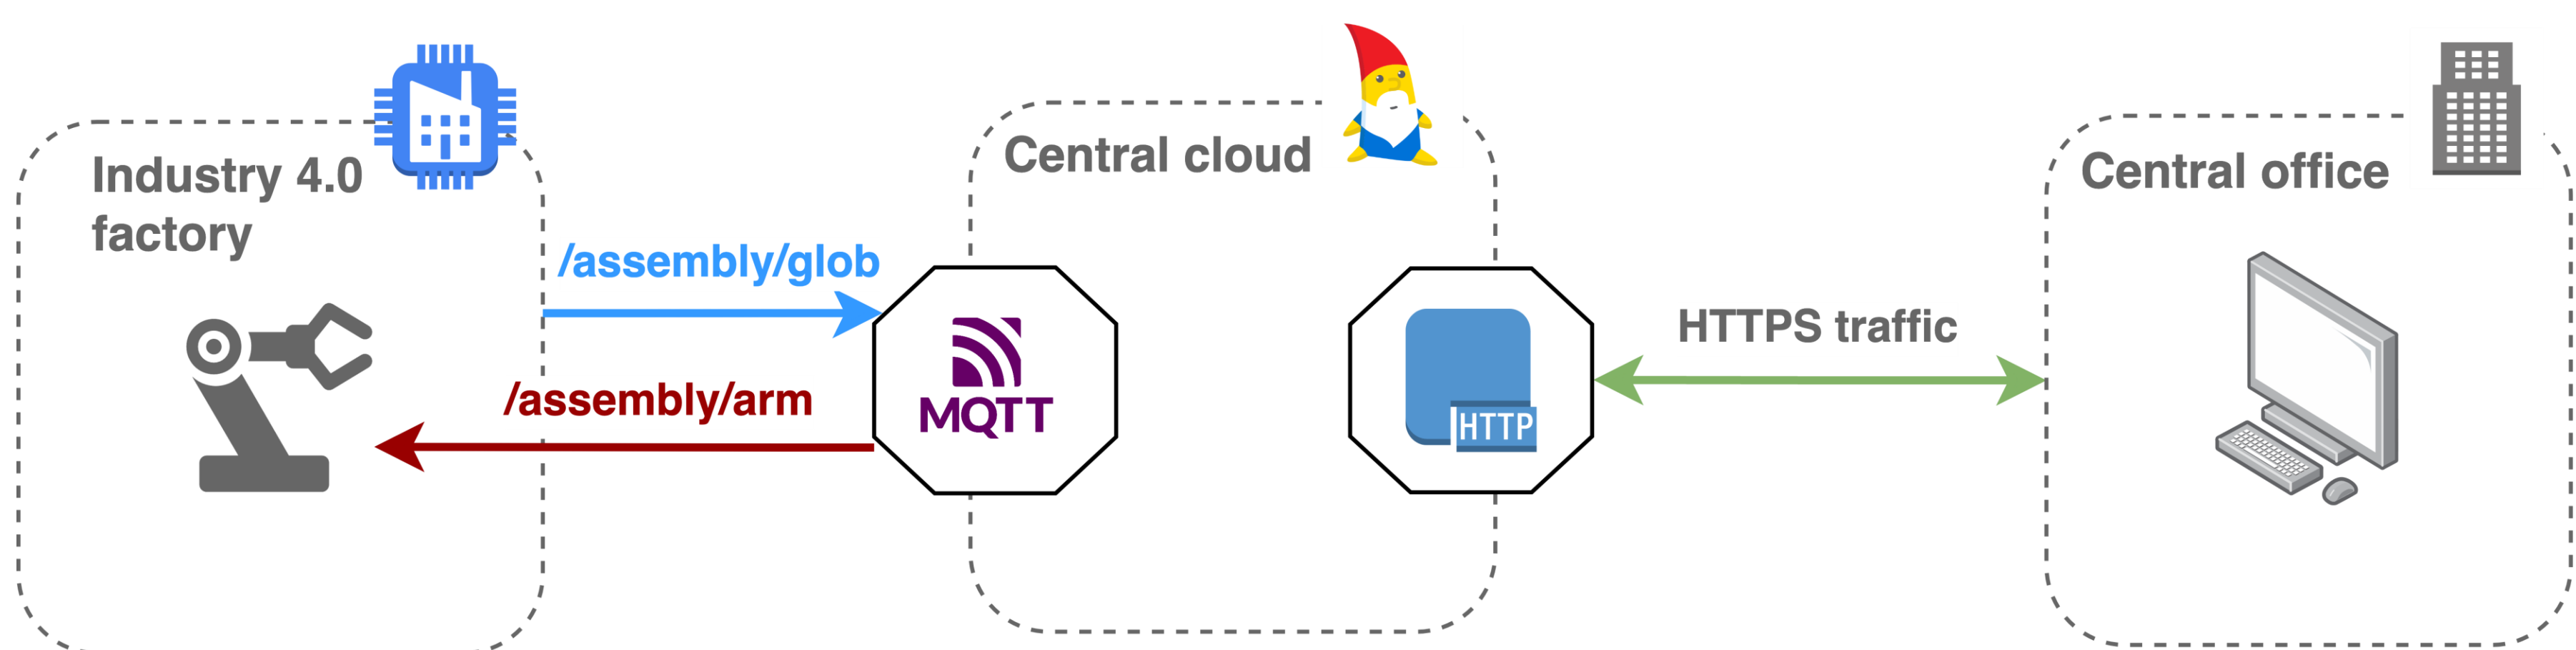 Industry 4.0
factory
/assembly/glob
/assembly/arm
Central cloud
MQTT
HTTP
HTTPS traffic
Central office